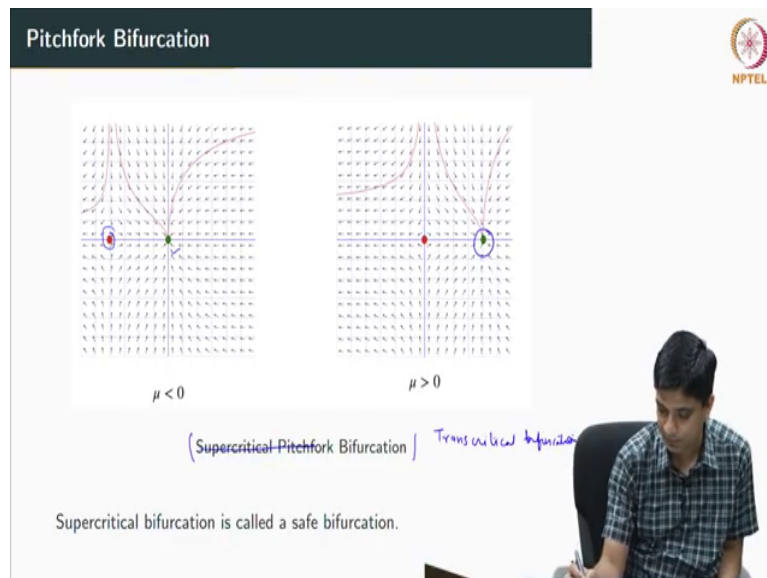 Pitchfork Bifurcation
NPTEL
μ < 0
μ > 0
(Supercritical Pitchfork Bifurcation) Transcritical bifurcation
Supercritical bifurcation is called a safe bifurcation.